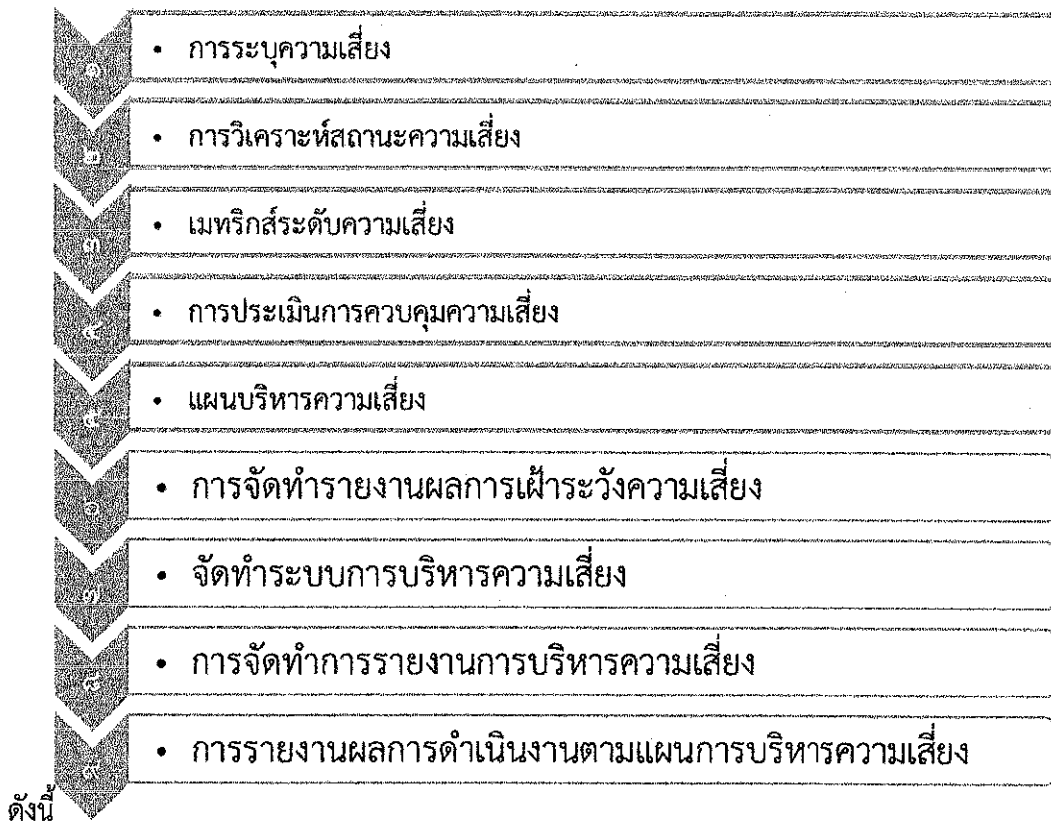 ๑ • การระบุความเสี่ยง
๒ • การวิเคราะห์สถานะความเสี่ยง
๓ • เมทริกส์ระดับความเสี่ยง
๔ • การประเมินการควบคุมความเสี่ยง
๕ • แผนบริหารความเสี่ยง
• การจัดทำรายงานผลการเฝ้าระวังความเสี่ยง
๗ • จัดทำระบบการบริหารความเสี่ยง
๘ • การจัดทำการรายงานการบริหารความเสี่ยง
๙ • การรายงานผลการดำเนินงานตามแผนการบริหารความเสี่ยง
ดังนี้